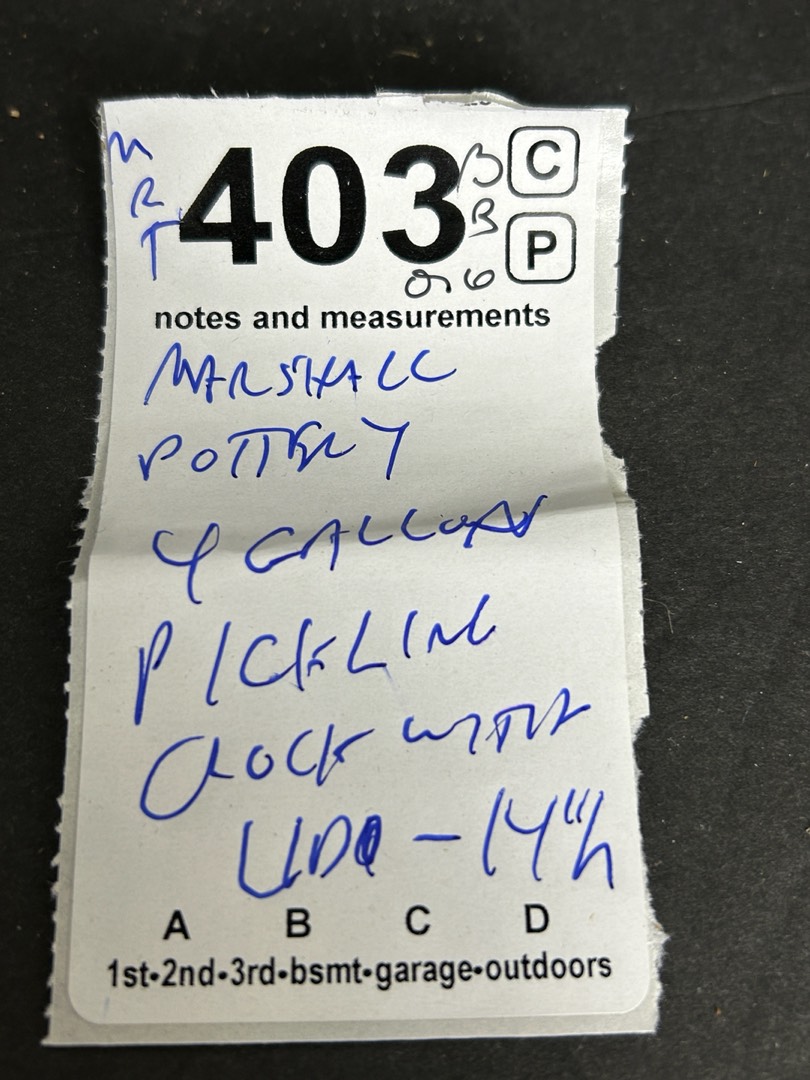 M
R
T
403
B
B
C
P
notes and measurements
MARSHALL
POTTERY
4 GALLON
PICKLING
CROCK WITH
LID - 14"h
A B C D
1st•2nd•3rd•bsmt•garage•outdoors